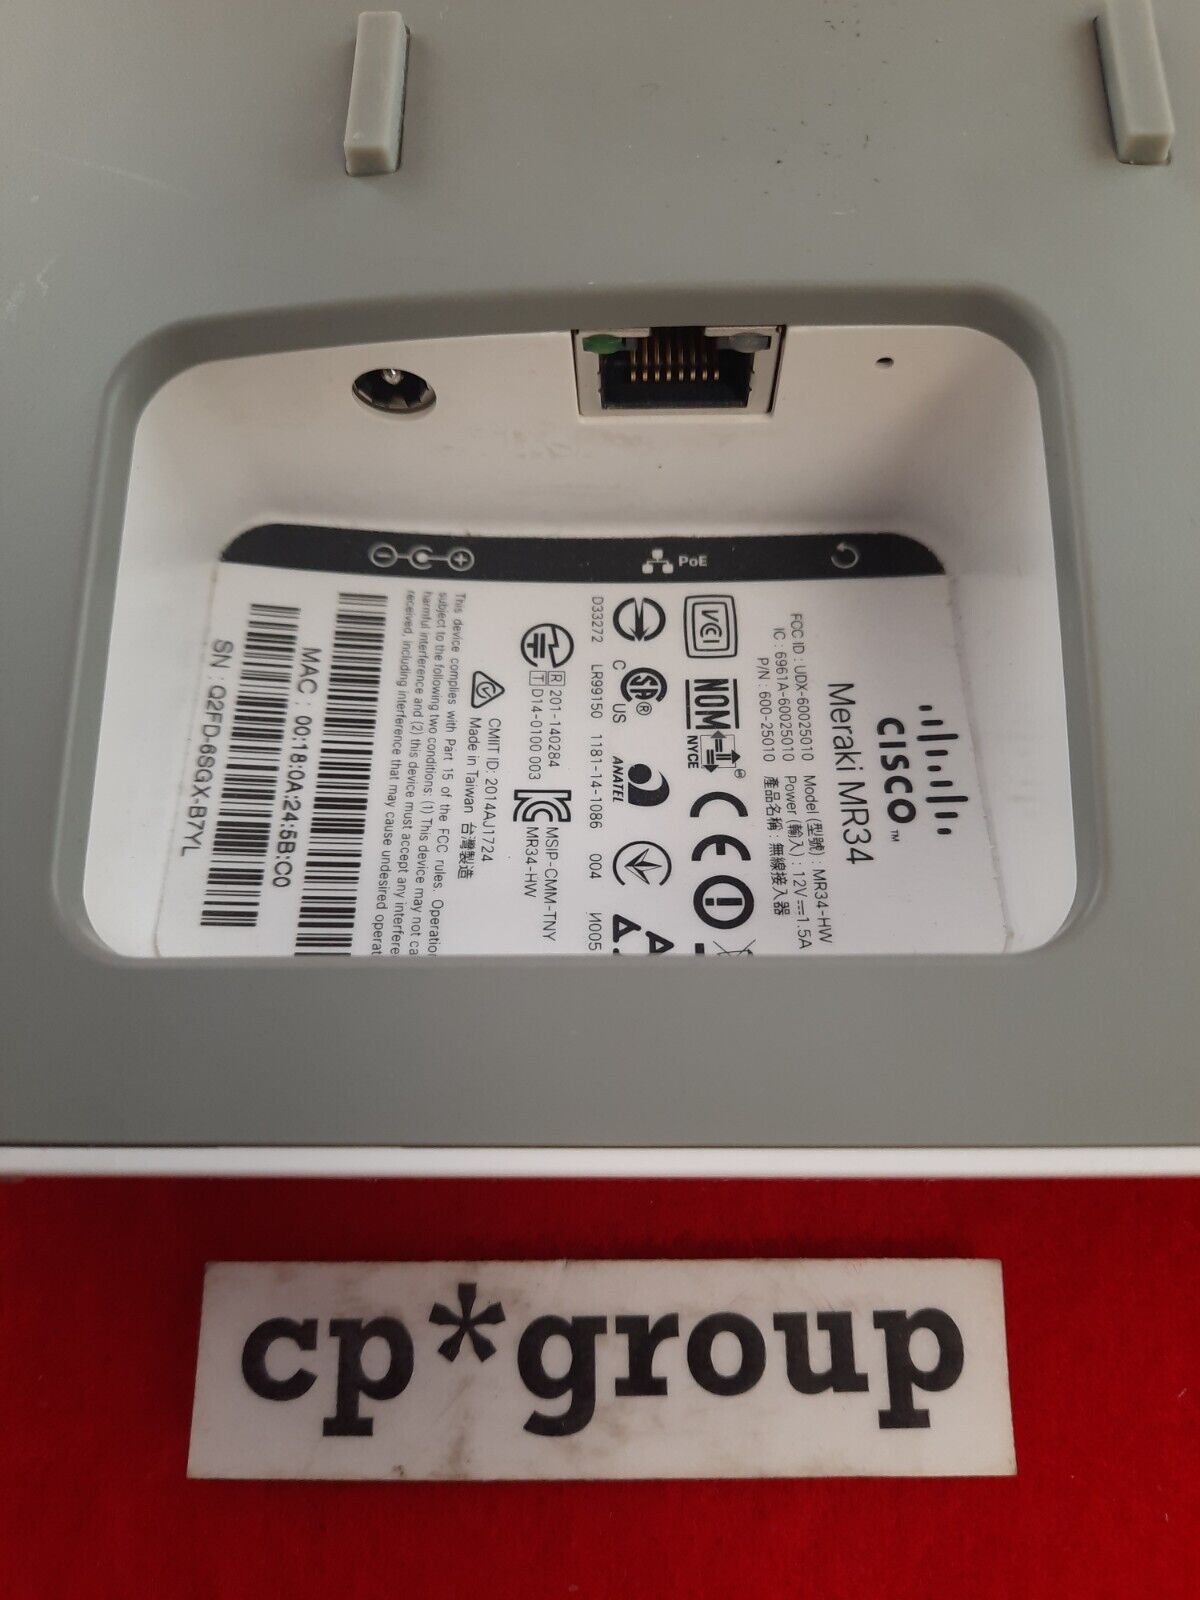 PoE
CISCO™
Meraki MR34
FCC ID : UDX-60025010 Model (型號) : MR34-HW
IC : 6961A-60025010 Power (輸入) : 12V⎓1.5A
P/N : 600-25010 產品名稱 : 無線接入器
VCCI NOM NYCE CE
C SA® US ANATEL
D33272 LR99150 1181-14-1086 004 И005
R 201-140284 MSIP-CMM-TNY
T D14-0100 003 MR34-HW
CMIIT ID: 2014AJ1724
Made in Taiwan 台灣製造
This device complies with Part 15 of the FCC rules. Operation
subject to the following two conditions: (1) This device may not ca
harmful interference and (2) this device must accept any interfere
received, including interference that may cause undesired operat
MAC : 00:18:0A:24:5B:C0
SN : Q2FD-6SGX-B7YL
cp*group